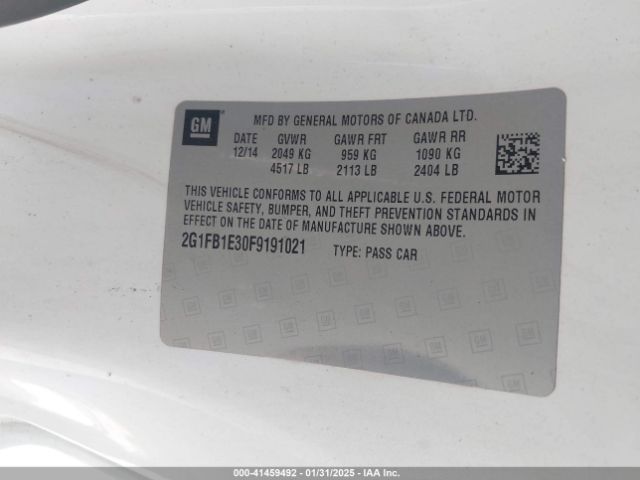 GM
MFD BY GENERAL MOTORS OF CANADA LTD.
DATE GVWR GAWR FRT GAWR RR
12/14 2049 KG 959 KG 1090 KG
4517 LB 2113 LB 2404 LB
THIS VEHICLE CONFORMS TO ALL APPLICABLE U.S. FEDERAL MOTOR
VEHICLE SAFETY, BUMPER, AND THEFT PREVENTION STANDARDS IN
EFFECT ON THE DATE OF MANUFACTURE SHOWN ABOVE.
2G1FB1E30F9191021 TYPE: PASS CAR
000-41459492 - 01/31/2025 - IAA Inc.